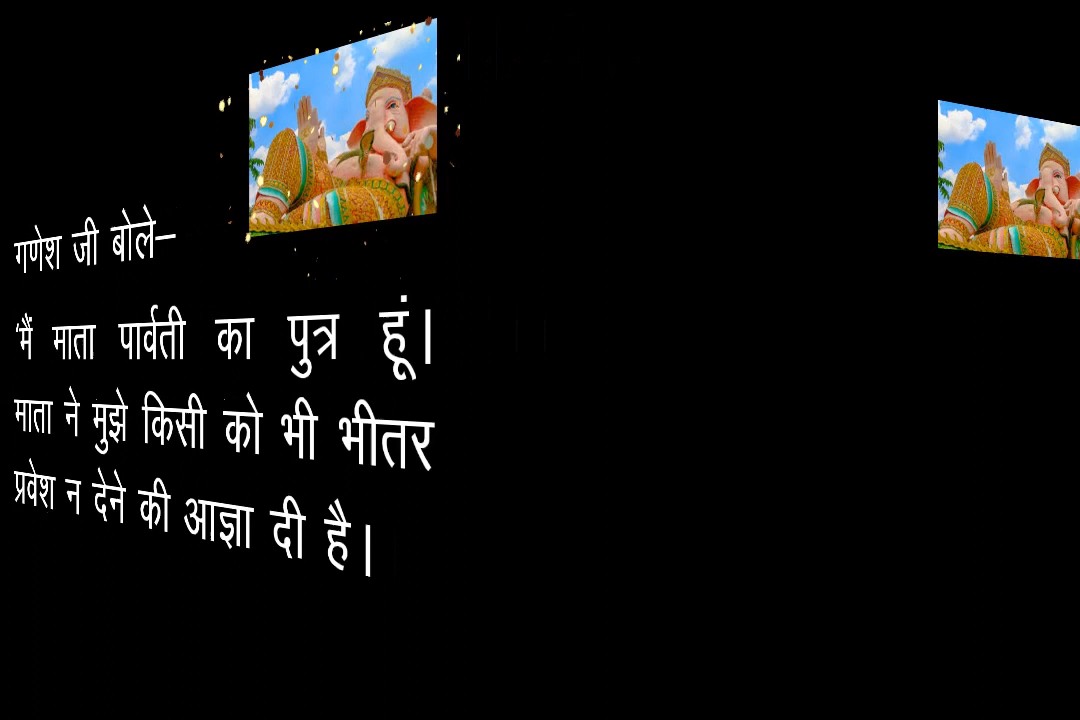 गणेश जी बोले–
‘मैं माता पार्वती का पुत्र हूं।
माता ने मुझे किसी को भी भीतर
प्रवेश न देने की आज्ञा दी है।